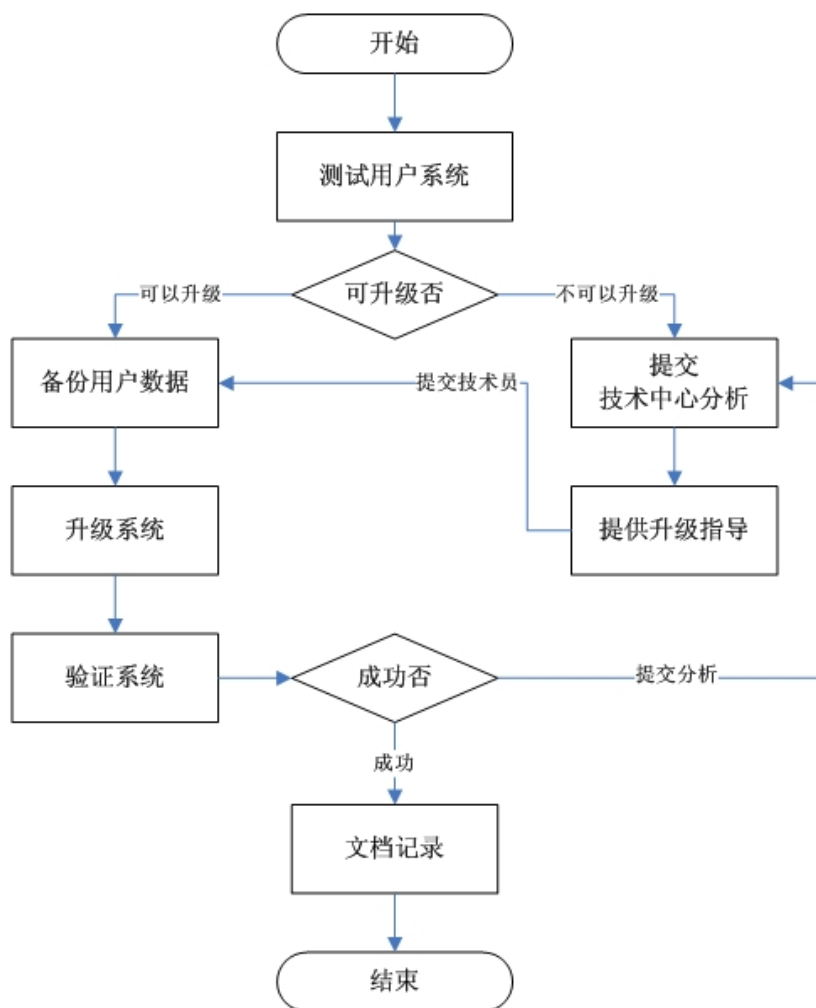 开始
测试用户系统
可以升级
可升级否
不可以升级
备份用户数据
提交技术员
提交
技术中心分析
升级系统
提供升级指导
验证系统
成功否
提交分析
成功
文档记录
结束